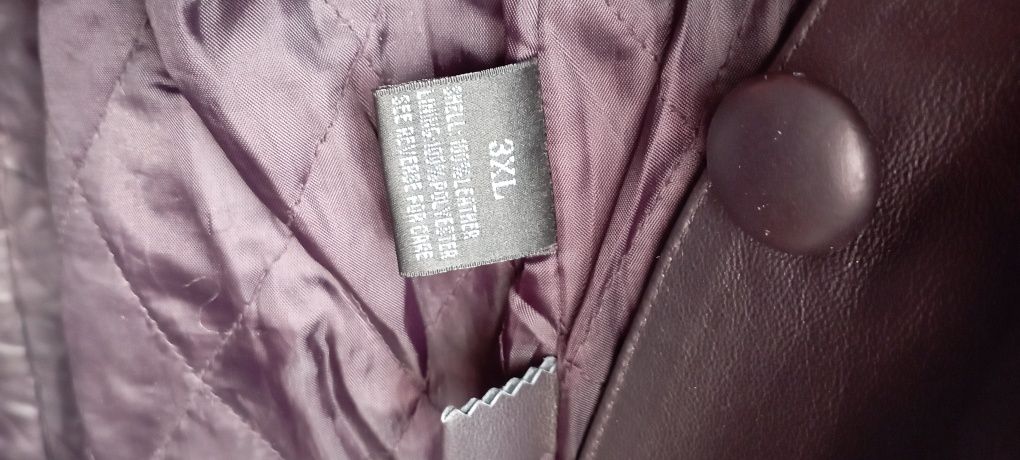 3XL
SHELL 100% LEATHER
LINING 100% POLYESTER
SEE REVERSE FOR CARE